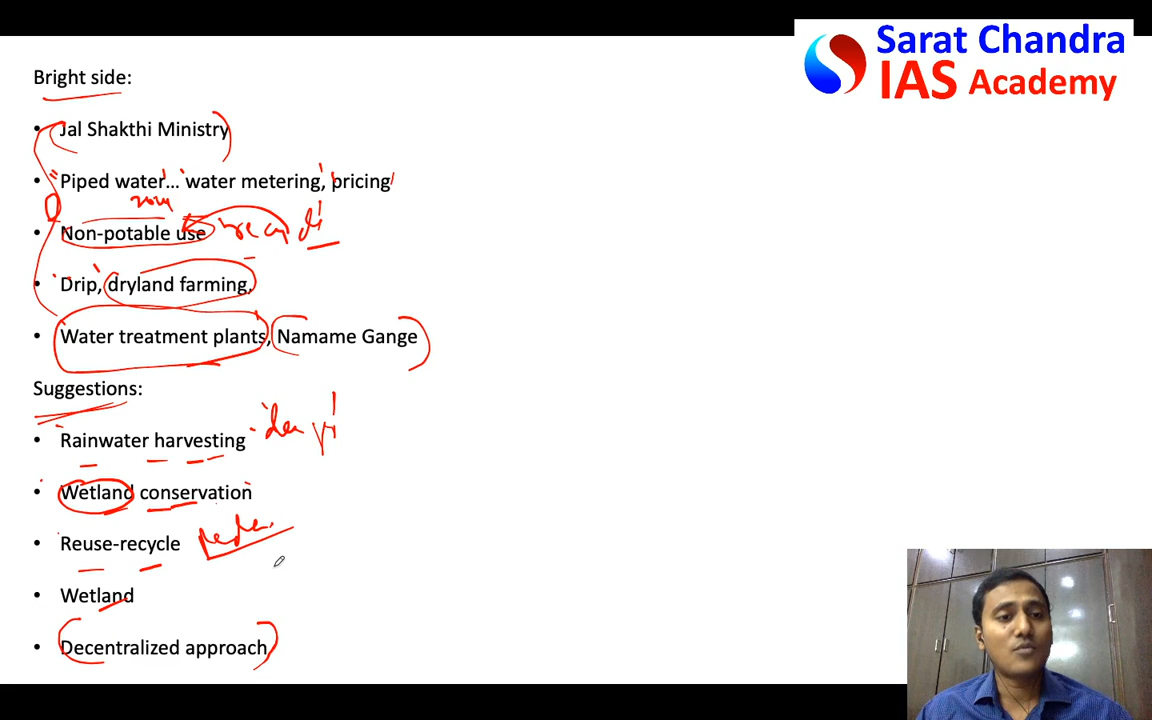 Sarat Chandra
IAS Academy
Bright side:
• Jal Shakthi Ministry
• Piped water... water metering, pricing
• Non-potable use
• Drip, dryland farming,
• Water treatment plants, Namame Gange
Suggestions:
• Rainwater harvesting
• Wetland conservation
• Reuse-recycle
• Wetland
• Decentralized approach